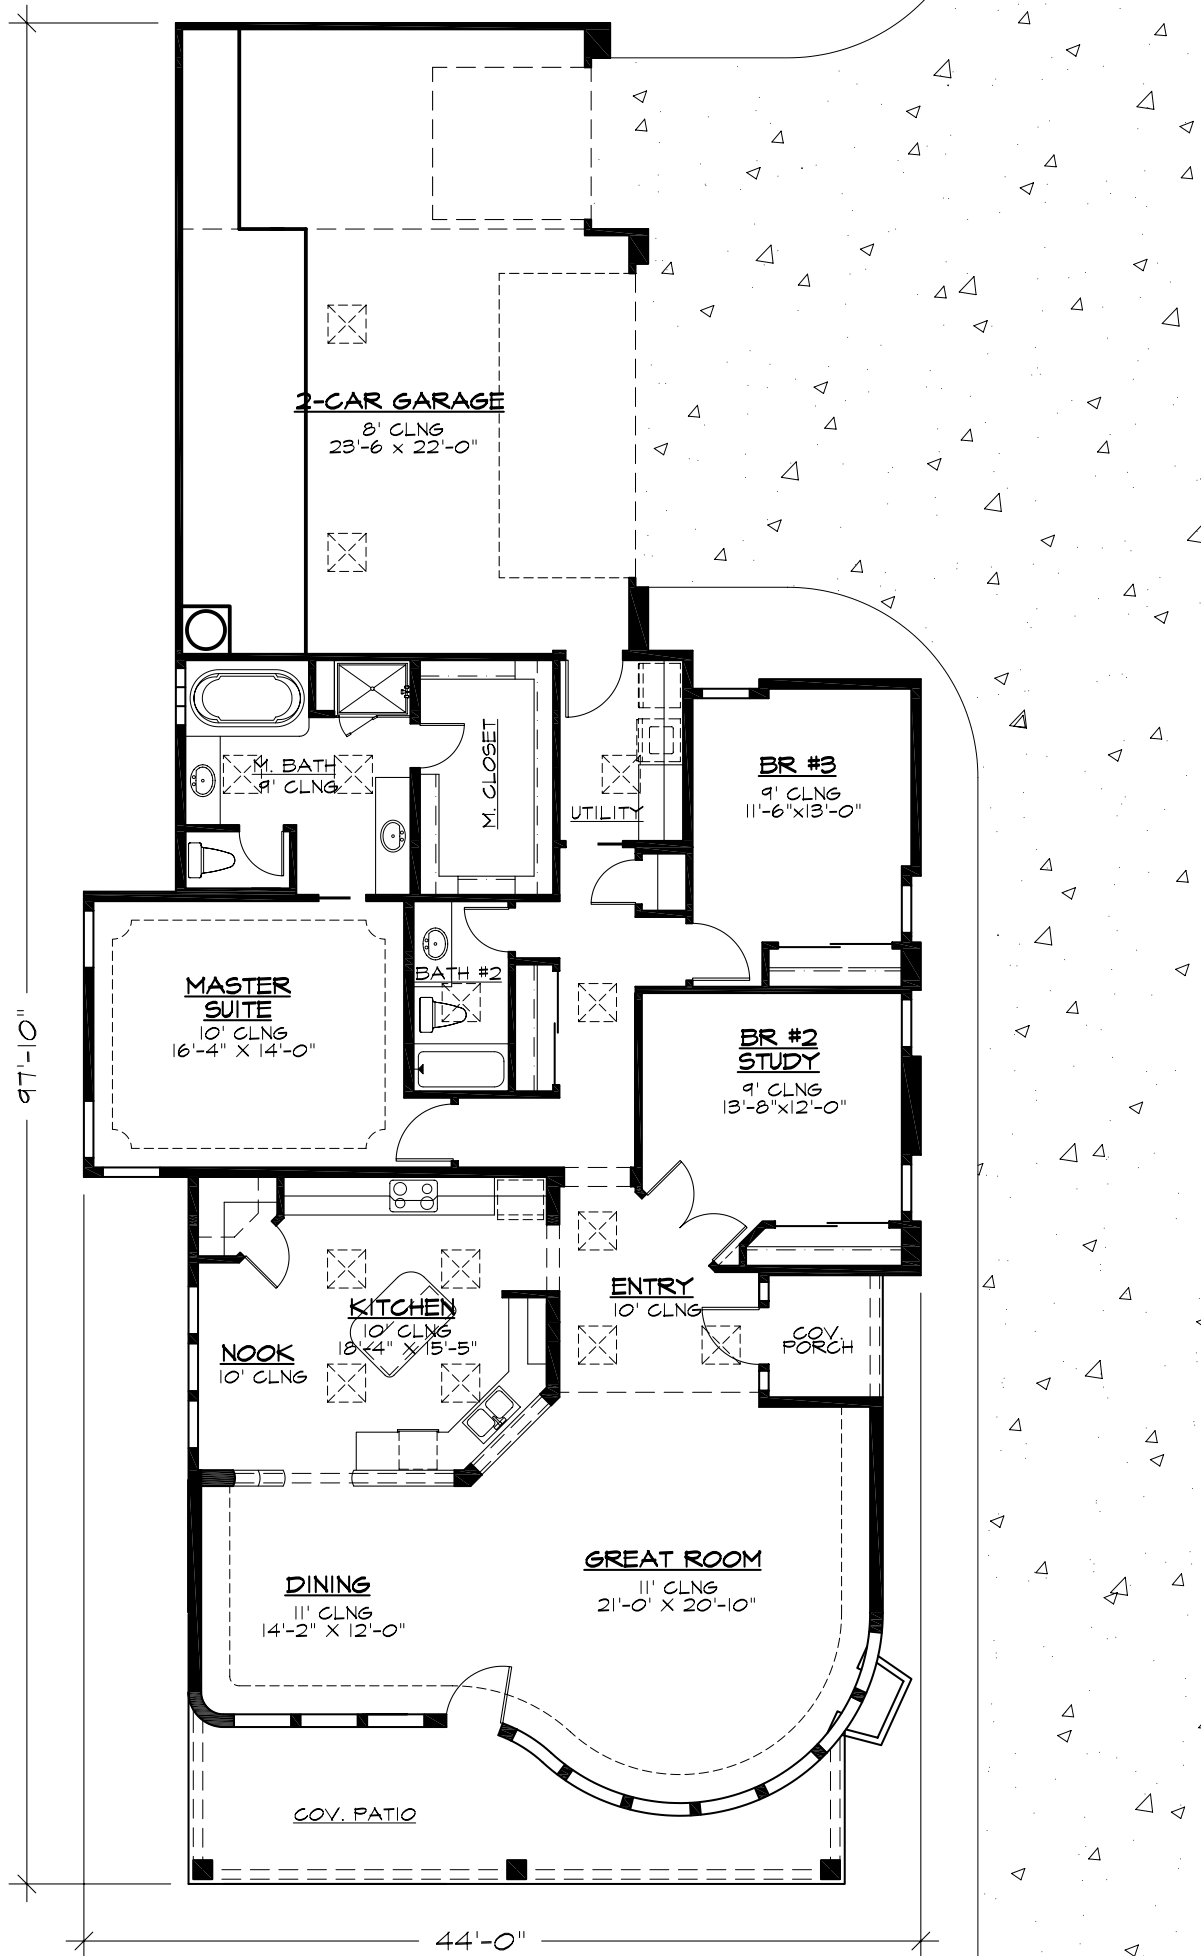 2-CAR GARAGE
8' CLNG
23'-6 x 22'-0"
M. BATH
9' CLNG
M. CLOSET
UTILITY
BR #3
9' CLNG
11'-6"x13'-0"
MASTER
SUITE
10' CLNG
16'-4" X 14'-0"
BATH #2
BR #2
STUDY
9' CLNG
13'-8"x12'-0"
97'-10"
ENTRY
10' CLNG
KITCHEN
10' CLNG
18'-4" X 15'-5"
NOOK
10' CLNG
COV.
PORCH
GREAT ROOM
11' CLNG
21'-0' X 20'-10"
DINING
11' CLNG
14'-2" X 12'-0"
COV. PATIO
44'-0"